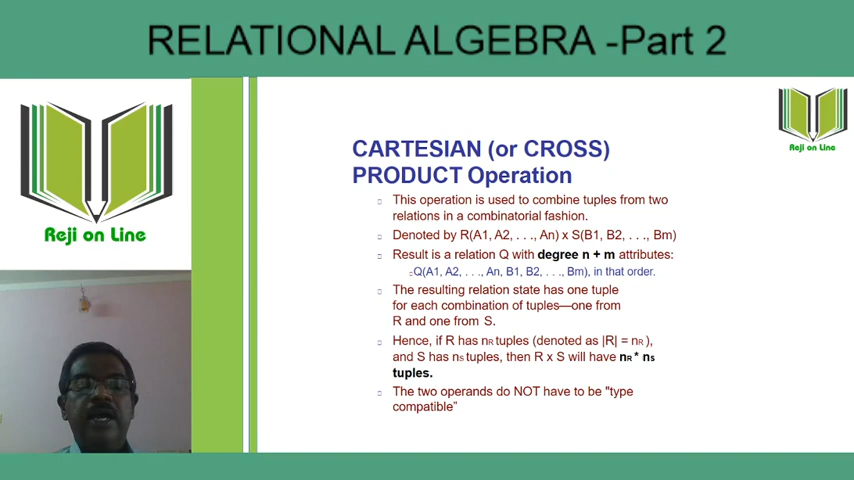 RELATIONAL ALGEBRA -Part 2
Reji on Line
Reji on Line
CARTESIAN (or CROSS)
PRODUCT Operation
This operation is used to combine tuples from two
relations in a combinatorial fashion.
Denoted by R(A1, A2, . . ., An) x S(B1, B2, . . ., Bm)
Result is a relation Q with degree n + m attributes:
Q(A1, A2, . . ., An, B1, B2, . . ., Bm), in that order.
The resulting relation state has one tuple
for each combination of tuples—one from
R and one from S.
Hence, if R has nR tuples (denoted as |R| = nR ),
and S has nS tuples, then R x S will have nR * nS
tuples.
The two operands do NOT have to be "type
compatible”